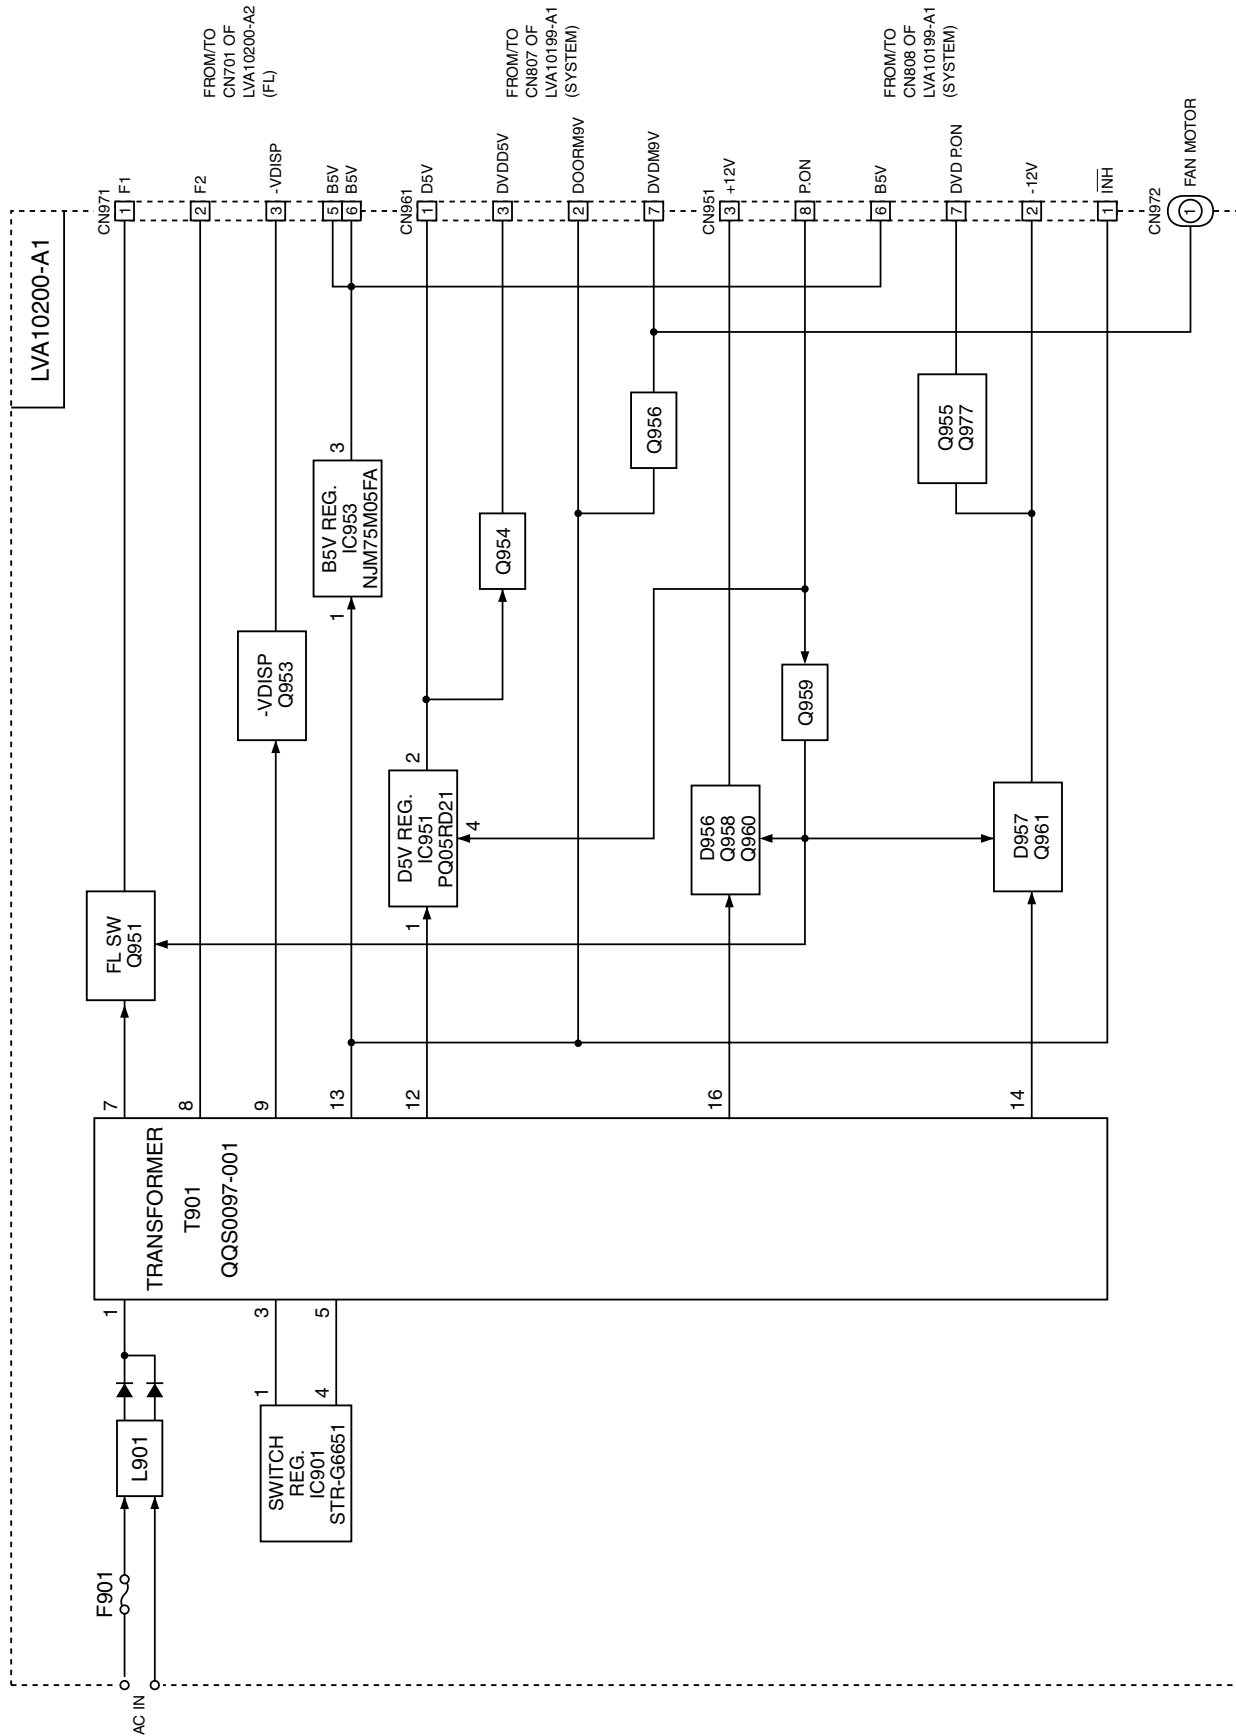 LVA10200-A1
AC IN
F901
L901
SWITCH
REG.
IC901
STR-G6651
1
4
1
3
5
TRANSFORMER
T901
QQS0097-001
7
8
9
13
12
16
14
FL SW
Q951
-VDISP
Q953
1
B5V REG.
IC953
NJM75M05FA
3
1
D5V REG.
IC951
PQ05RD21
2
4
Q954
Q956
D956
Q958
Q960
Q959
D957
Q961
Q955
Q977
CN971
1 F1
2 F2
3 -VDISP
5 B5V
6 B5V
FROM/TO
CN701 OF
LVA10200-A2
(FL)
CN961
1 D5V
3 DVDD5V
2 DOORM9V
7 DVDM9V
FROM/TO
CN807 OF
LVA10199-A1
(SYSTEM)
CN951
3 +12V
8 P.ON
6 B5V
7 DVD P.ON
2 -12V
1 INH
FROM/TO
CN808 OF
LVA10199-A1
(SYSTEM)
CN972
1 FAN MOTOR